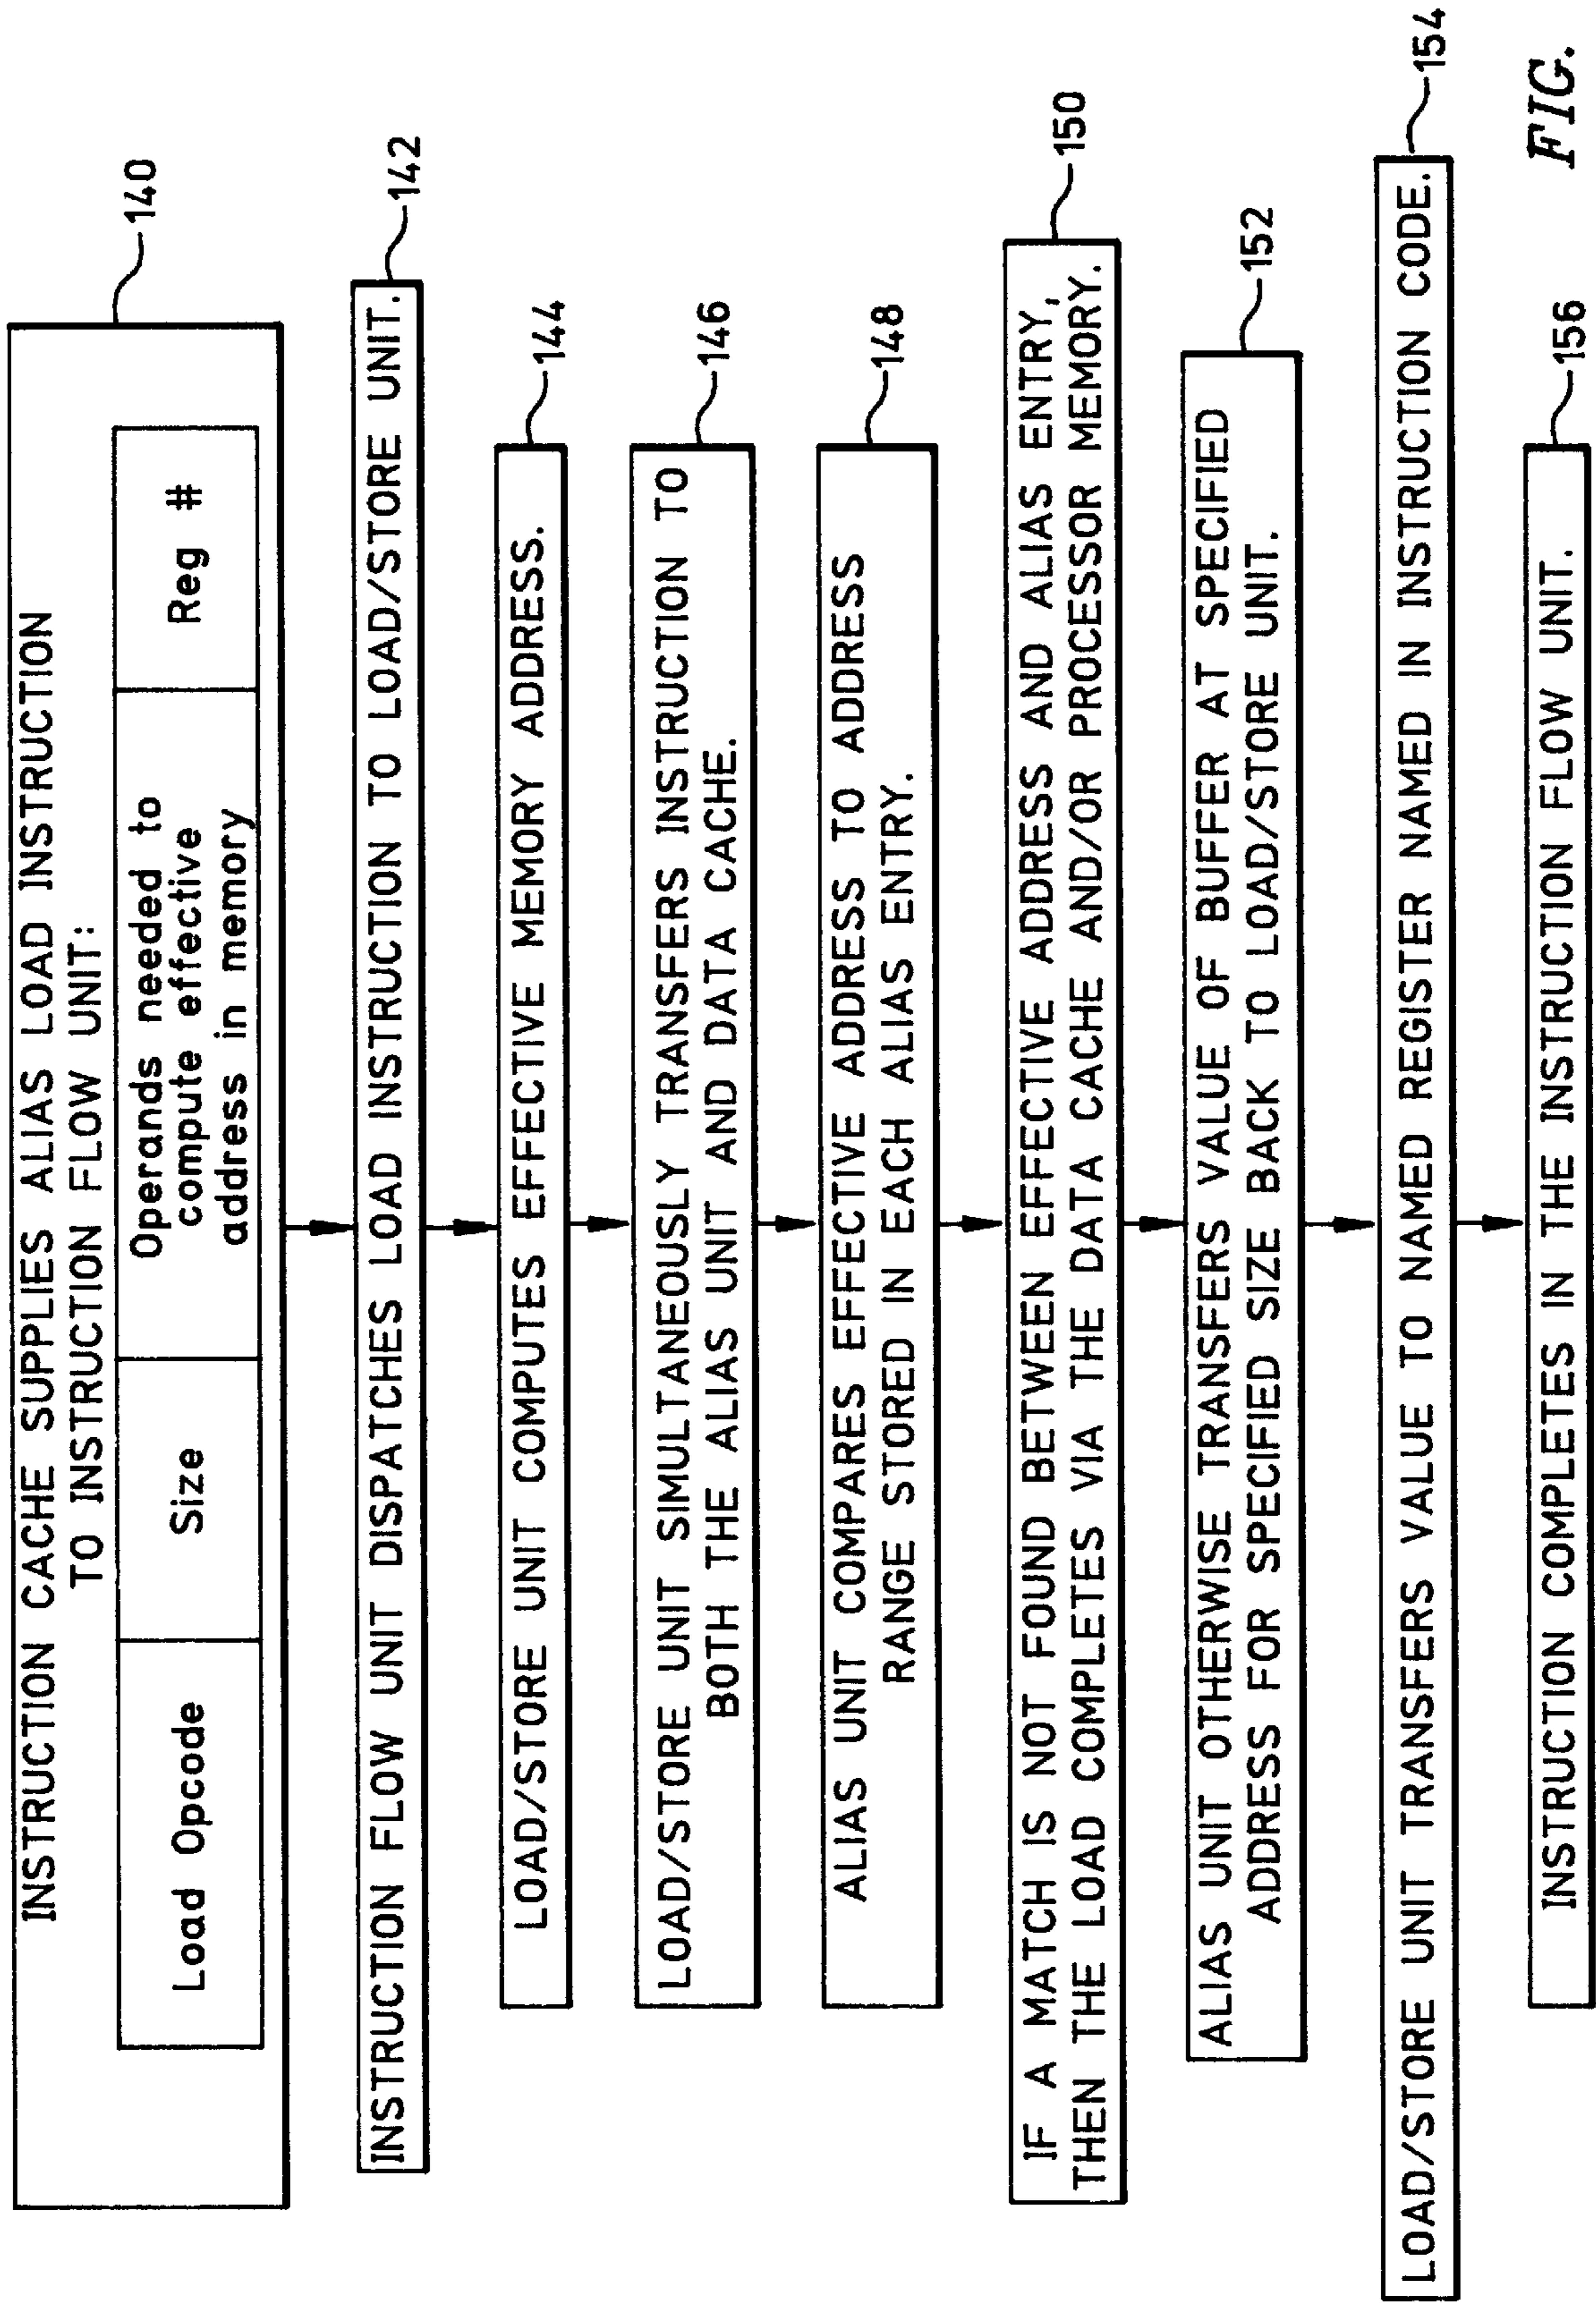 INSTRUCTION CACHE SUPPLIES ALIAS LOAD INSTRUCTION
TO INSTRUCTION FLOW UNIT:
140
Load Opcode
Size
Operands needed to
compute effective
address in memory
Reg #
INSTRUCTION FLOW UNIT DISPATCHES LOAD INSTRUCTION TO LOAD/STORE UNIT.
142
LOAD/STORE UNIT COMPUTES EFFECTIVE MEMORY ADDRESS.
144
LOAD/STORE UNIT SIMULTANEOUSLY TRANSFERS INSTRUCTION TO
BOTH THE ALIAS UNIT AND DATA CACHE.
146
ALIAS UNIT COMPARES EFFECTIVE ADDRESS TO ADDRESS
RANGE STORED IN EACH ALIAS ENTRY.
148
IF A MATCH IS NOT FOUND BETWEEN EFFECTIVE ADDRESS AND ALIAS ENTRY,
THEN THE LOAD COMPLETES VIA THE DATA CACHE AND/OR PROCESSOR MEMORY.
150
ALIAS UNIT OTHERWISE TRANSFERS VALUE OF BUFFER AT SPECIFIED
ADDRESS FOR SPECIFIED SIZE BACK TO LOAD/STORE UNIT.
152
LOAD/STORE UNIT TRANSFERS VALUE TO NAMED REGISTER NAMED IN INSTRUCTION CODE.
154
INSTRUCTION COMPLETES IN THE INSTRUCTION FLOW UNIT.
156
FIG.